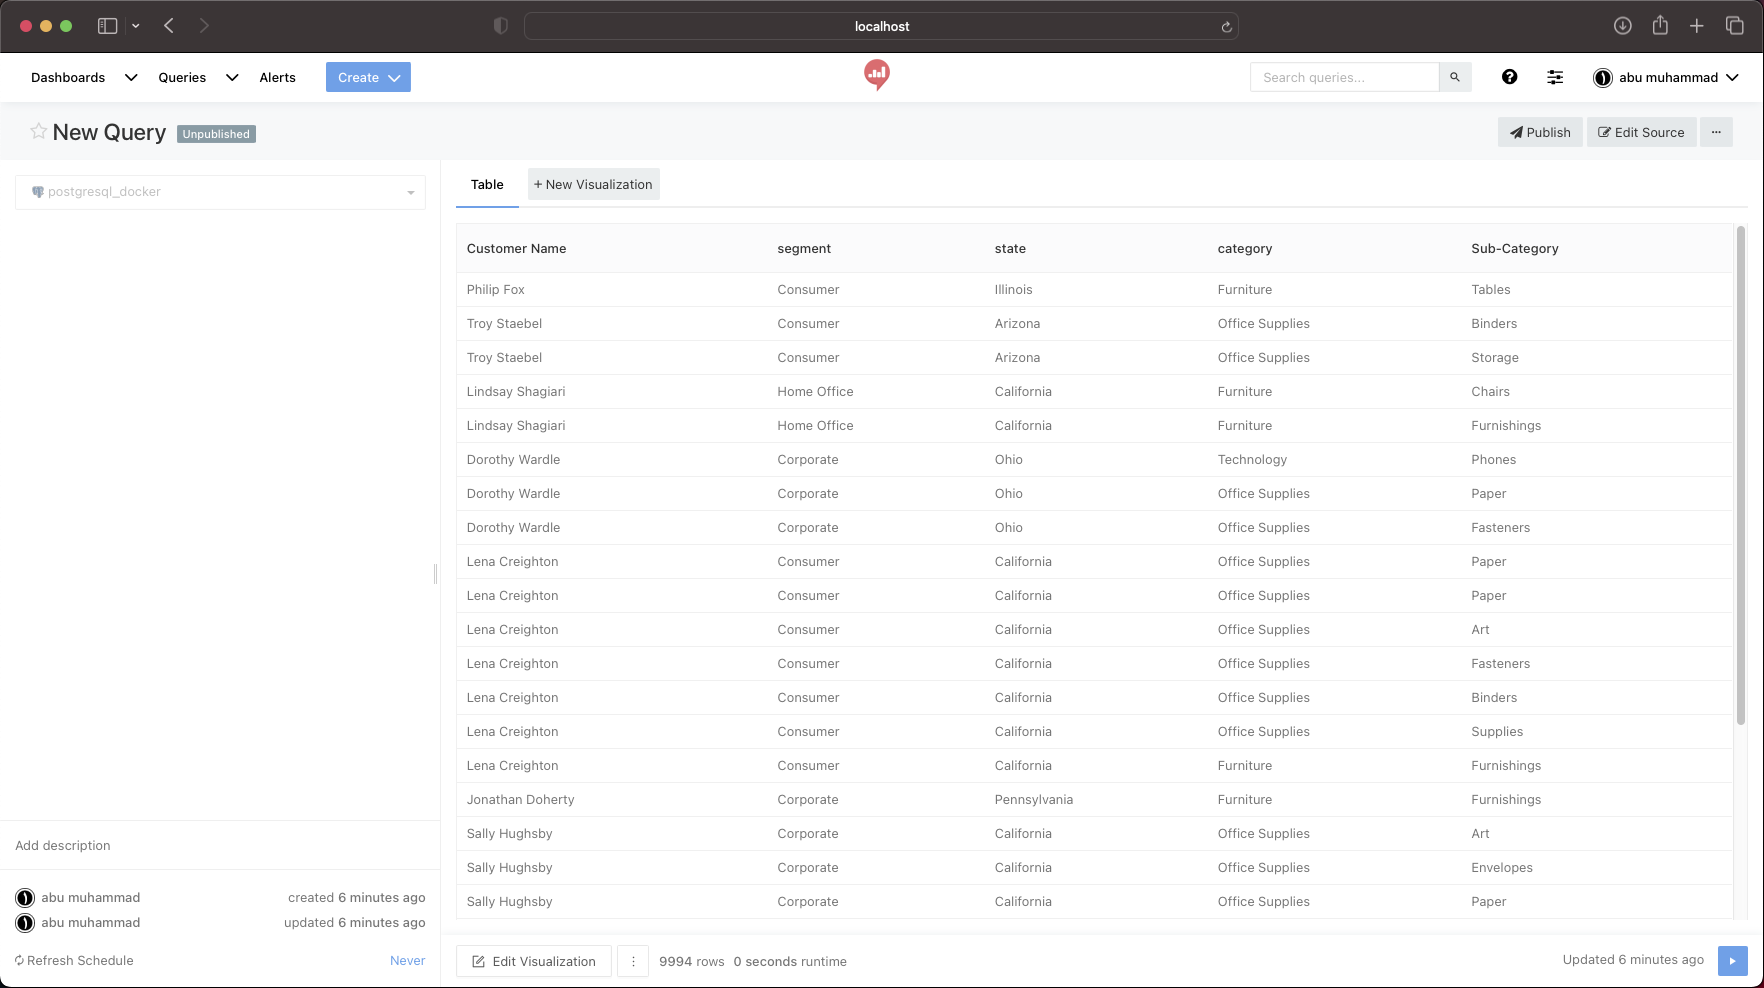 localhost
Dashboards Queries Alerts Create Search queries... abu muhammad
New Query Unpublished Publish Edit Source ...
postgresql_docker
Table + New Visualization
Customer Name segment state category Sub-Category
Philip Fox Consumer Illinois Furniture Tables
Troy Staebel Consumer Arizona Office Supplies Binders
Troy Staebel Consumer Arizona Office Supplies Storage
Lindsay Shagiari Home Office California Furniture Chairs
Lindsay Shagiari Home Office California Furniture Furnishings
Dorothy Wardle Corporate Ohio Technology Phones
Dorothy Wardle Corporate Ohio Office Supplies Paper
Dorothy Wardle Corporate Ohio Office Supplies Fasteners
Lena Creighton Consumer California Office Supplies Paper
Lena Creighton Consumer California Office Supplies Paper
Lena Creighton Consumer California Office Supplies Art
Lena Creighton Consumer California Office Supplies Fasteners
Lena Creighton Consumer California Office Supplies Binders
Lena Creighton Consumer California Office Supplies Supplies
Lena Creighton Consumer California Furniture Furnishings
Jonathan Doherty Corporate Pennsylvania Furniture Furnishings
Sally Hughsby Corporate California Office Supplies Art
Sally Hughsby Corporate California Office Supplies Envelopes
Sally Hughsby Corporate California Office Supplies Paper
Add description
abu muhammad created 6 minutes ago
abu muhammad updated 6 minutes ago
Refresh Schedule Never
Edit Visualization 9994 rows 0 seconds runtime Updated 6 minutes ago